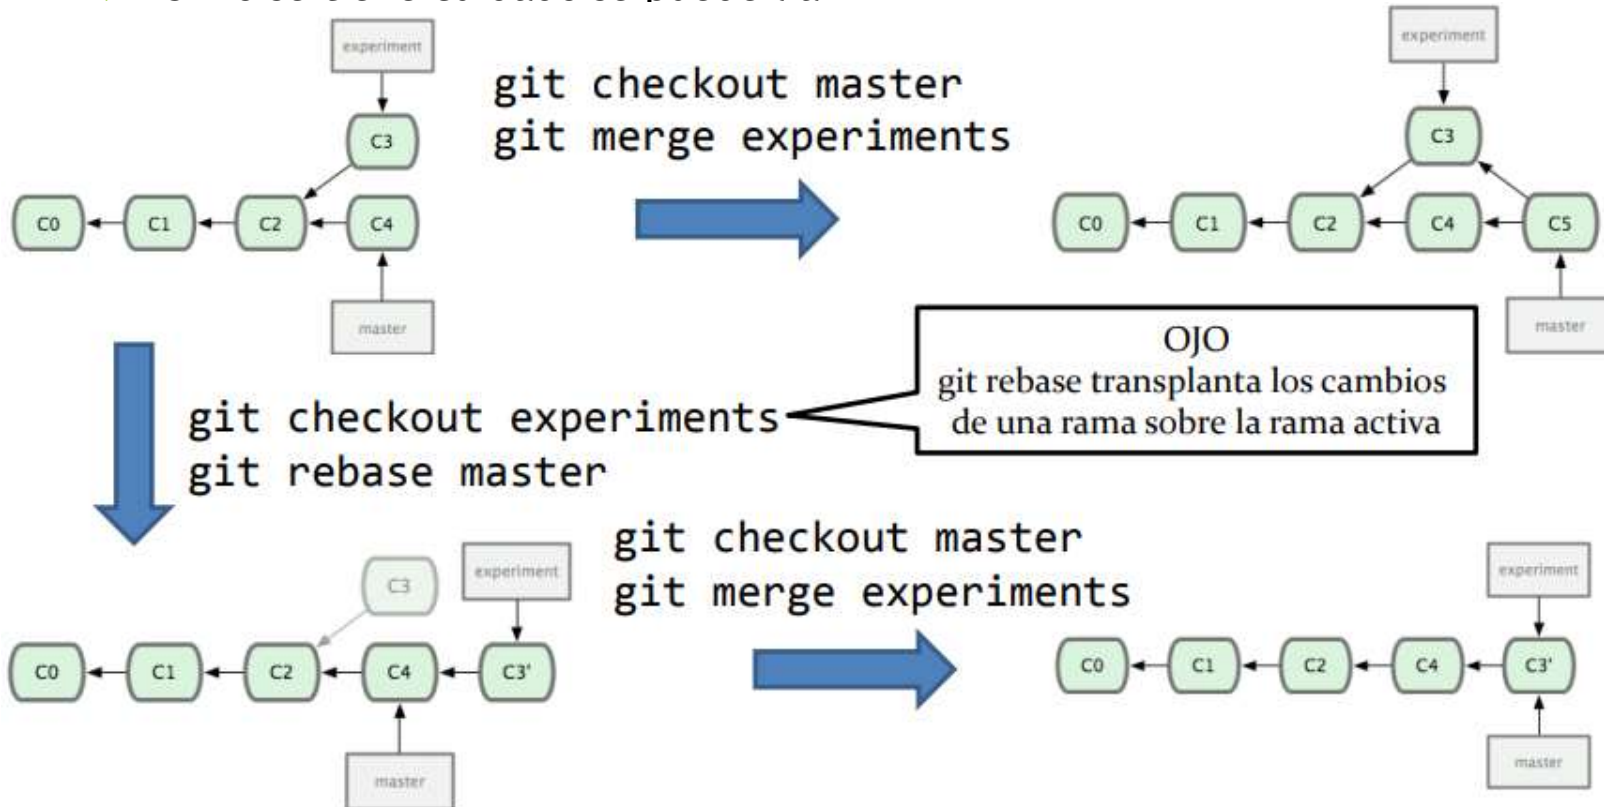 experiment
C3
C0
C1
C2
C4
master
git checkout master
git merge experiments
experiment
C3
C0
C1
C2
C4
C5
master
OJO
git rebase transplanta los cambios
de una rama sobre la rama activa
git checkout experiments
git rebase master
C3
experiment
C0
C1
C2
C4
C3'
master
git checkout master
git merge experiments
experiment
C0
C1
C2
C4
C3'
master